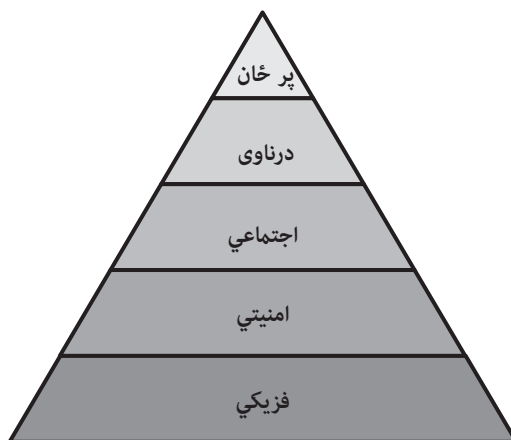 پر ځان
درناوی
اجتماعي
امنيتي
فزيکي